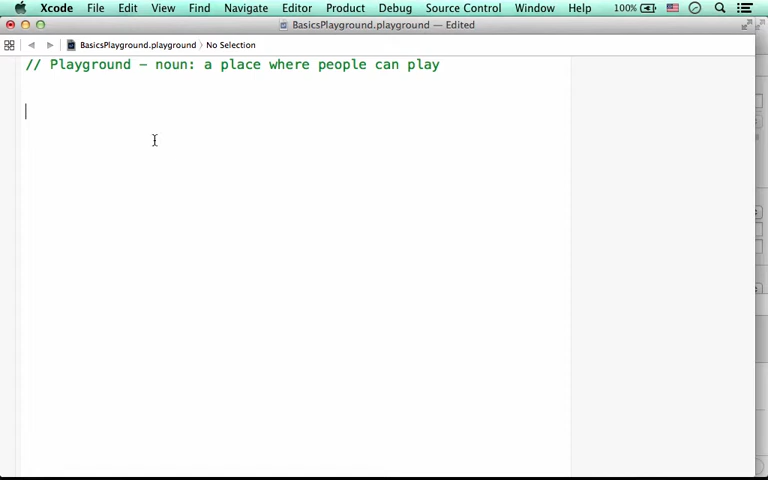 Xcode File Edit View Find Navigate Editor Product Debug Source Control Window Help 100%
BasicsPlayground.playground — Edited
BasicsPlayground.playground 〉 No Selection
// Playground - noun: a place where people can play